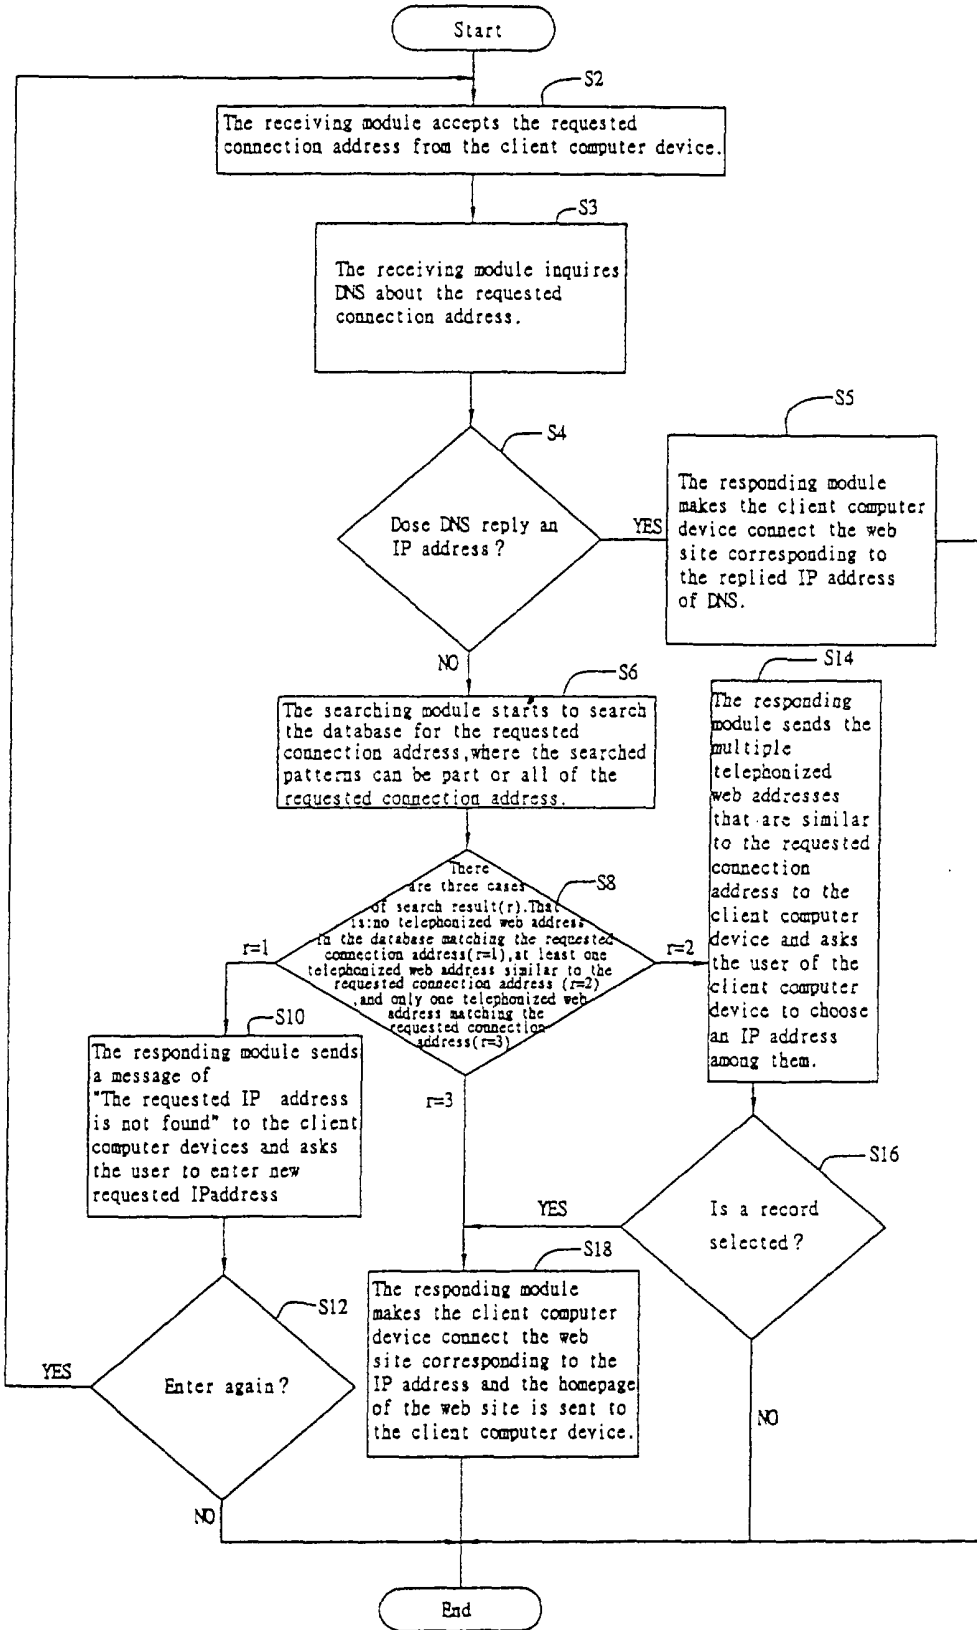 Start
S2
The receiving module accepts the requested
connection address from the client computer device.
S3
The receiving module inquires
DNS about the requested
connection address.
S4
Dose DNS reply an
IP address?
YES
S5
The responding module
makes the client computer
device connect the web
site corresponding to
the replied IP address
of DNS.
NO
S6
The searching module starts to search
the database for the requested
connection address,where the searched
patterns can be part or all of the
requested connection address.
S14
The responding
module sends the
multiple
telephonized
web addresses
that are similar
to the requested
connection
address to the
client computer
device and asks
the user of the
client computer
device to choose
an IP address
among them.
S8
There
are three cases
of search result(r).That
is:no telephonized web address
in the database matching the requested
connection address(r=1),at least one
telephonized web address similar to the
requested connection address (r=2)
,and only one telephonized web
address matching the
requested connection
address(r=3)
r=1
r=2
r=3
S10
The responding module sends
a message of
"The requested IP address
is not found" to the client
computer devices and asks
the user to enter new
requested IPaddress
S16
Is a record
selected?
YES
NO
S18
The responding module
makes the client computer
device connect the web
site corresponding to the
IP address and the homepage
of the web site is sent to
the client computer device.
S12
Enter again?
YES
NO
End